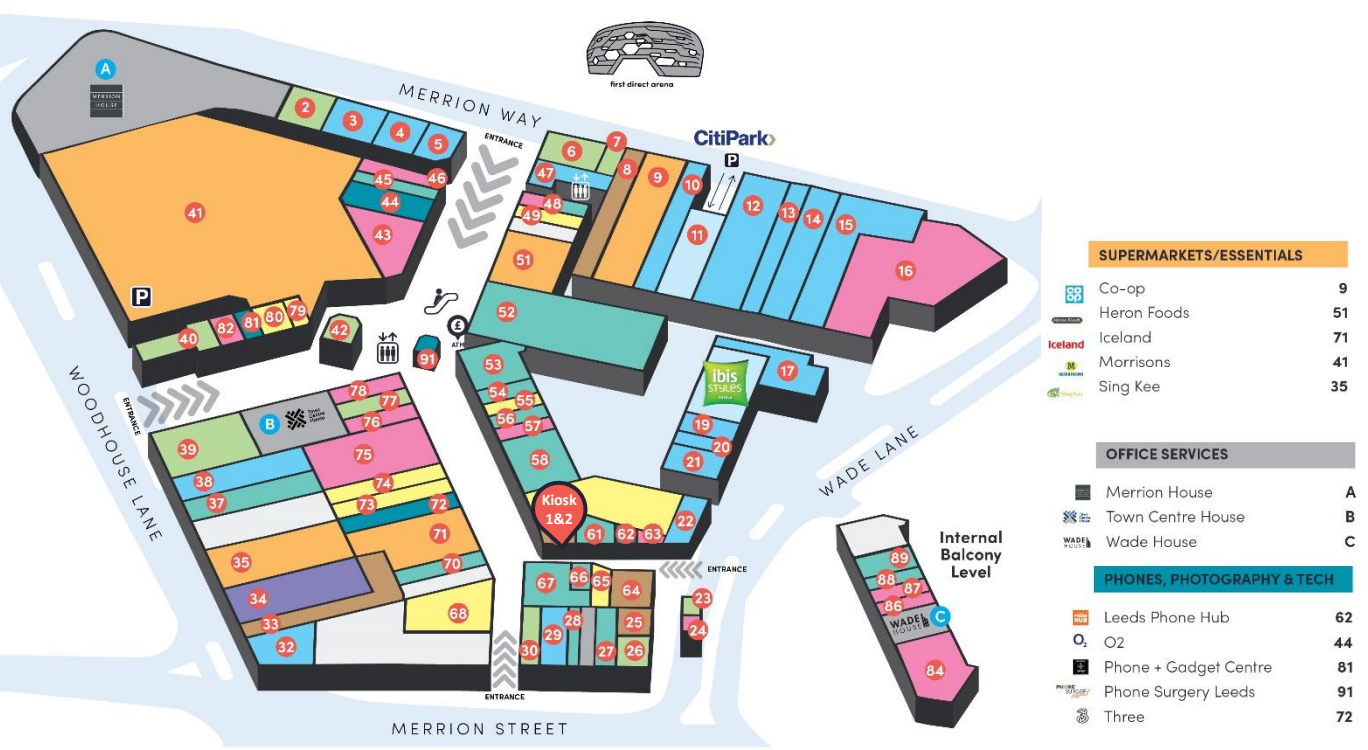 first direct arena
MERRION WAY
CitiPark
P
A
MERRION
HOUSE
2
3
4
5
ENTRANCE
6
7
8
9
10
11
12
13
14
15
16
47
48
49
51
52
41
45
46
44
43
P
40
82
81
80
79
42
91
£
ATM
53
54
55
56
57
58
ibis
STYLES
HOTELS
17
19
20
21
22
WADE LANE
WOODHOUSE LANE
ENTRANCE
B
Town
Centre
House
39
38
37
35
34
33
32
78
77
76
75
74
73
72
71
70
68
Kiosk
1&2
61
62
63
67
66
65
64
ENTRANCE
23
24
25
26
27
28
29
30
ENTRANCE
MERRION STREET
Internal
Balcony
Level
89
88
87
86
WADE
HOUSE
C
84
SUPERMARKETS/ESSENTIALS
Co-op 9
Heron Foods 51
Iceland Iceland 71
Morrisons 41
Sing Kee 35
OFFICE SERVICES
Merrion House A
Town Centre House B
WADE HOUSE Wade House C
PHONES, PHOTOGRAPHY & TECH
Leeds Phone Hub 62
O2 O2 44
Phone + Gadget Centre 81
Phone Surgery Leeds 91
3 Three 72